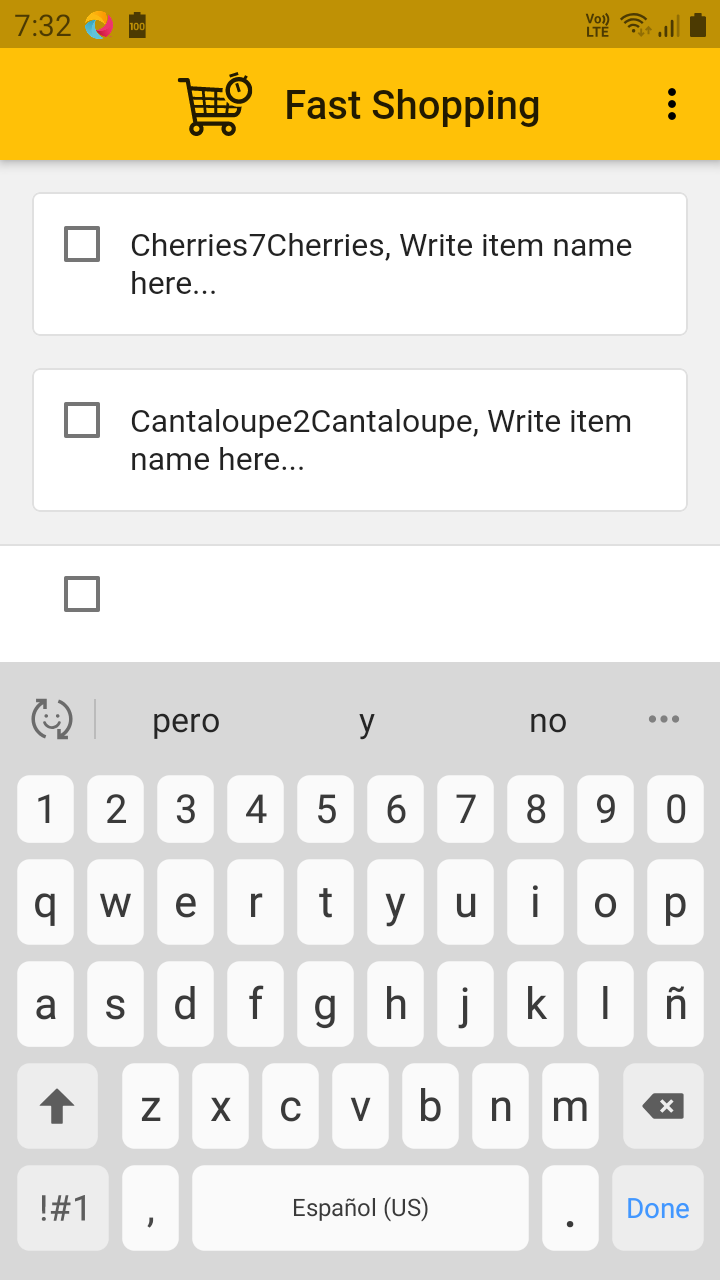 7:32 100 Vo)) LTE
Fast Shopping
Cherries7Cherries, Write item name
here...
Cantaloupe2Cantaloupe, Write item
name here...
pero y no
1 2 3 4 5 6 7 8 9 0
q w e r t y u i o p
a s d f g h j k l ñ
z x c v b n m
!#1 , Español (US) . Done